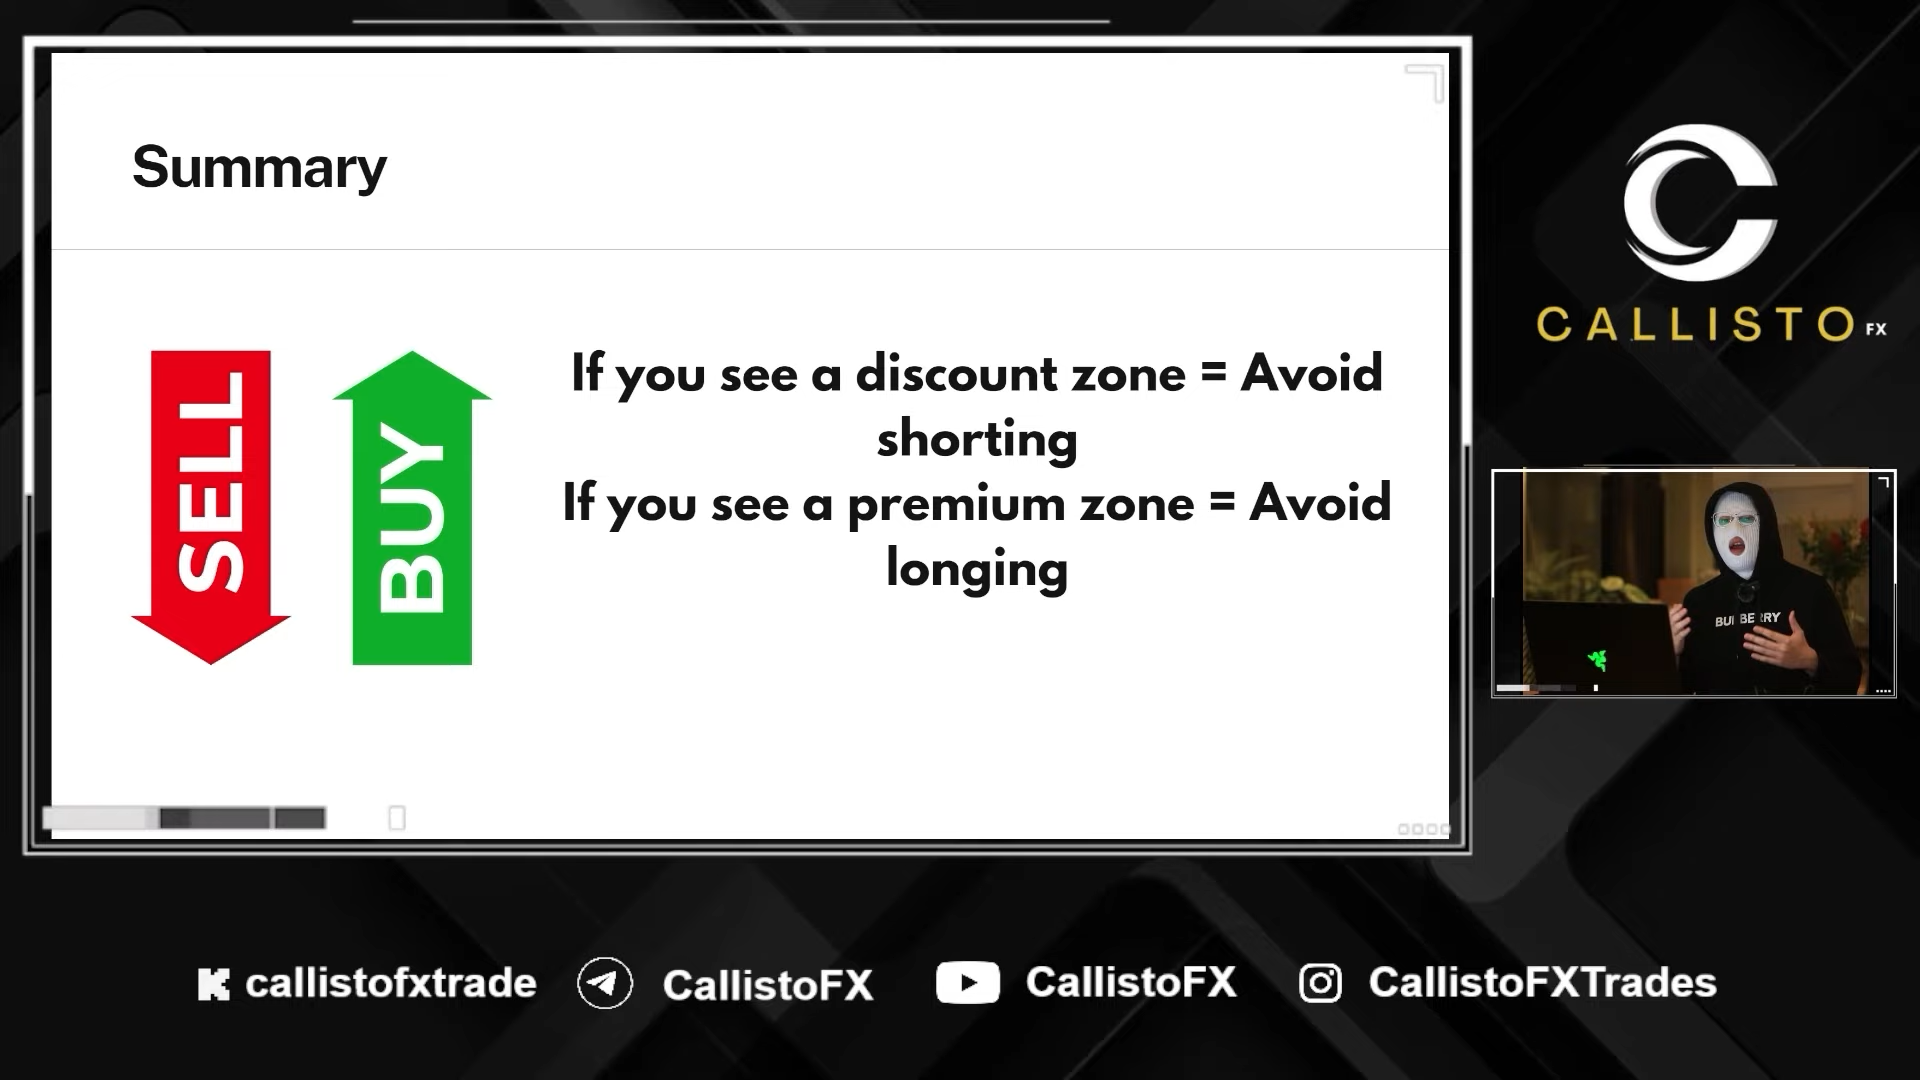 Summary
SELL
BUY
If you see a discount zone = Avoid
shorting
If you see a premium zone = Avoid
longing
CALLISTO FX
BURBERRY
callistofxtrade
CallistoFX
CallistoFX
CallistoFXTrades